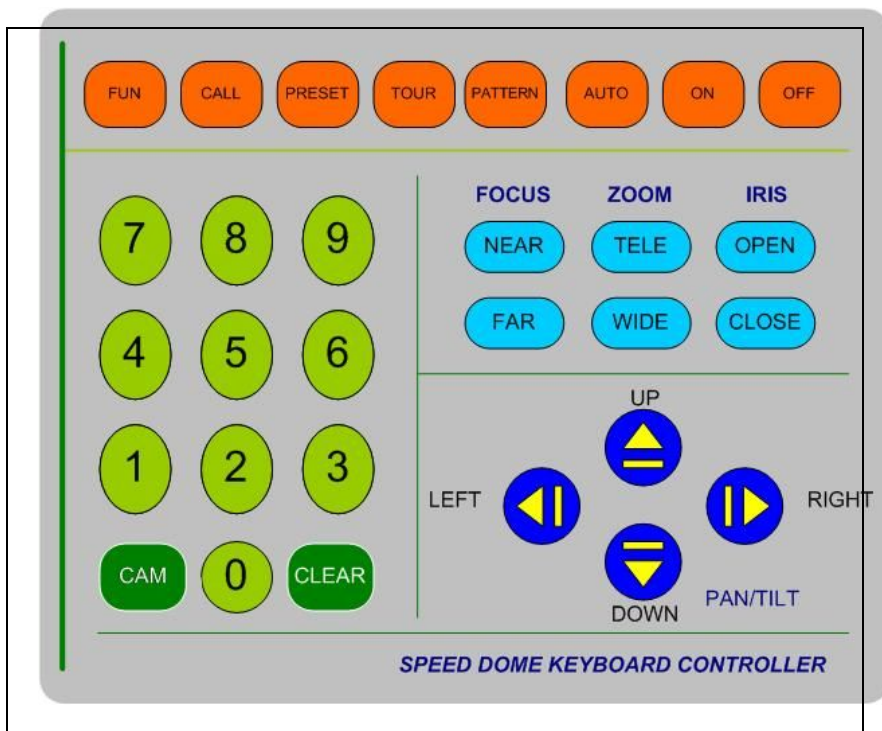 FUN CALL PRESET TOUR PATTERN AUTO ON OFF
FOCUS ZOOM IRIS
7 8 9 NEAR TELE OPEN
4 5 6 FAR WIDE CLOSE
UP
1 2 3 LEFT RIGHT
CAM 0 CLEAR
DOWN PAN/TILT
SPEED DOME KEYBOARD CONTROLLER